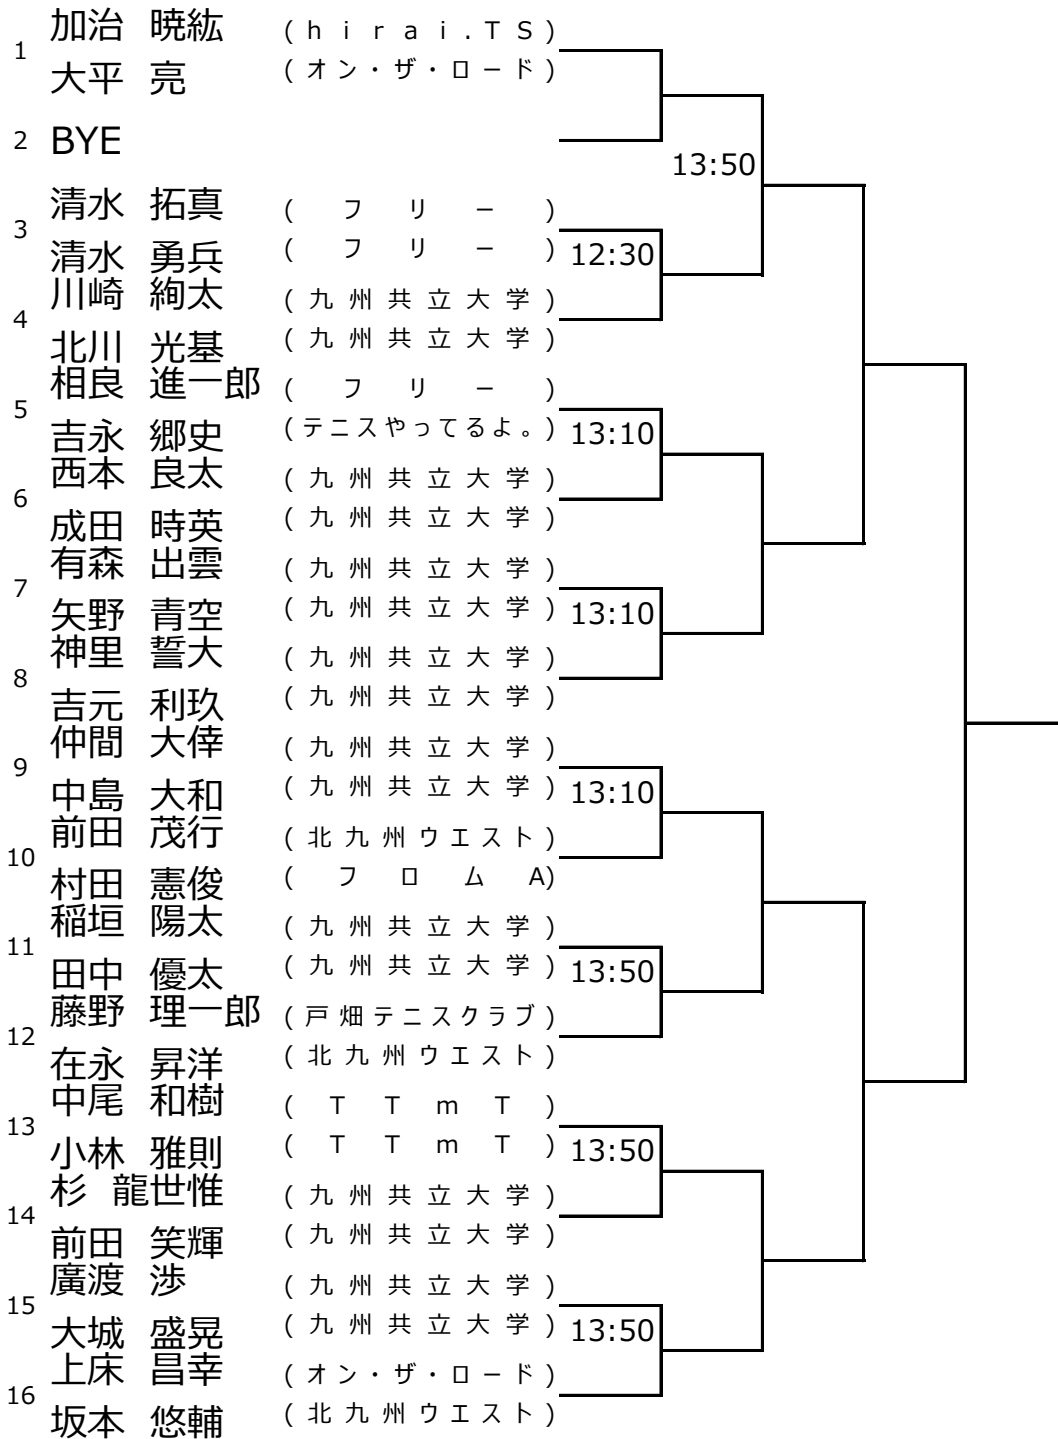 加治 暁紘 (hirai.TS)
1
大平 亮 (オン・ザ・ロード)
2 BYE
13:50
清水 拓真 (フリー)
3
清水 勇兵 (フリー) 12:30
川崎 絢太 (九州共立大学)
4
北川 光基 (九州共立大学)
相良 進一郎 (フリー)
5
吉永 郷史 (テニスやってるよ。) 13:10
西本 良太 (九州共立大学)
6
成田 時英 (九州共立大学)
有森 出雲 (九州共立大学)
7
矢野 青空 (九州共立大学) 13:10
神里 誓大 (九州共立大学)
8
吉元 利玖 (九州共立大学)
仲間 大倖 (九州共立大学)
9
中島 大和 (九州共立大学) 13:10
前田 茂行 (北九州ウエスト)
10
村田 憲俊 (フロムA)
稲垣 陽太 (九州共立大学)
11
田中 優太 (九州共立大学) 13:50
藤野 理一郎 (戸畑テニスクラブ)
12
在永 昇洋 (北九州ウエスト)
中尾 和樹 (TTmT)
13
小林 雅則 (TTmT) 13:50
杉 龍世惟 (九州共立大学)
14
前田 笑輝 (九州共立大学)
廣渡 渉 (九州共立大学)
15
大城 盛晃 (九州共立大学) 13:50
上床 昌幸 (オン・ザ・ロード)
16
坂本 悠輔 (北九州ウエスト)